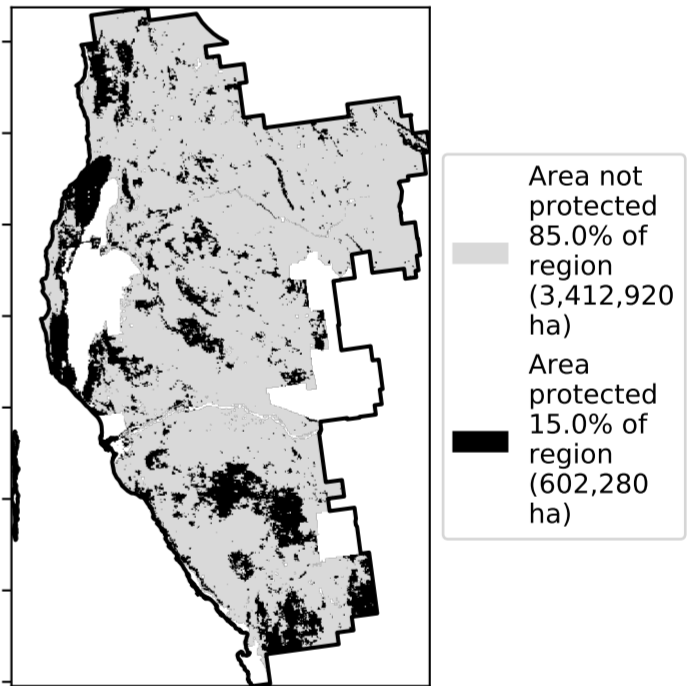 Area not
protected
85.0% of
region
(3,412,920
ha)
Area
protected
15.0% of
region
(602,280
ha)